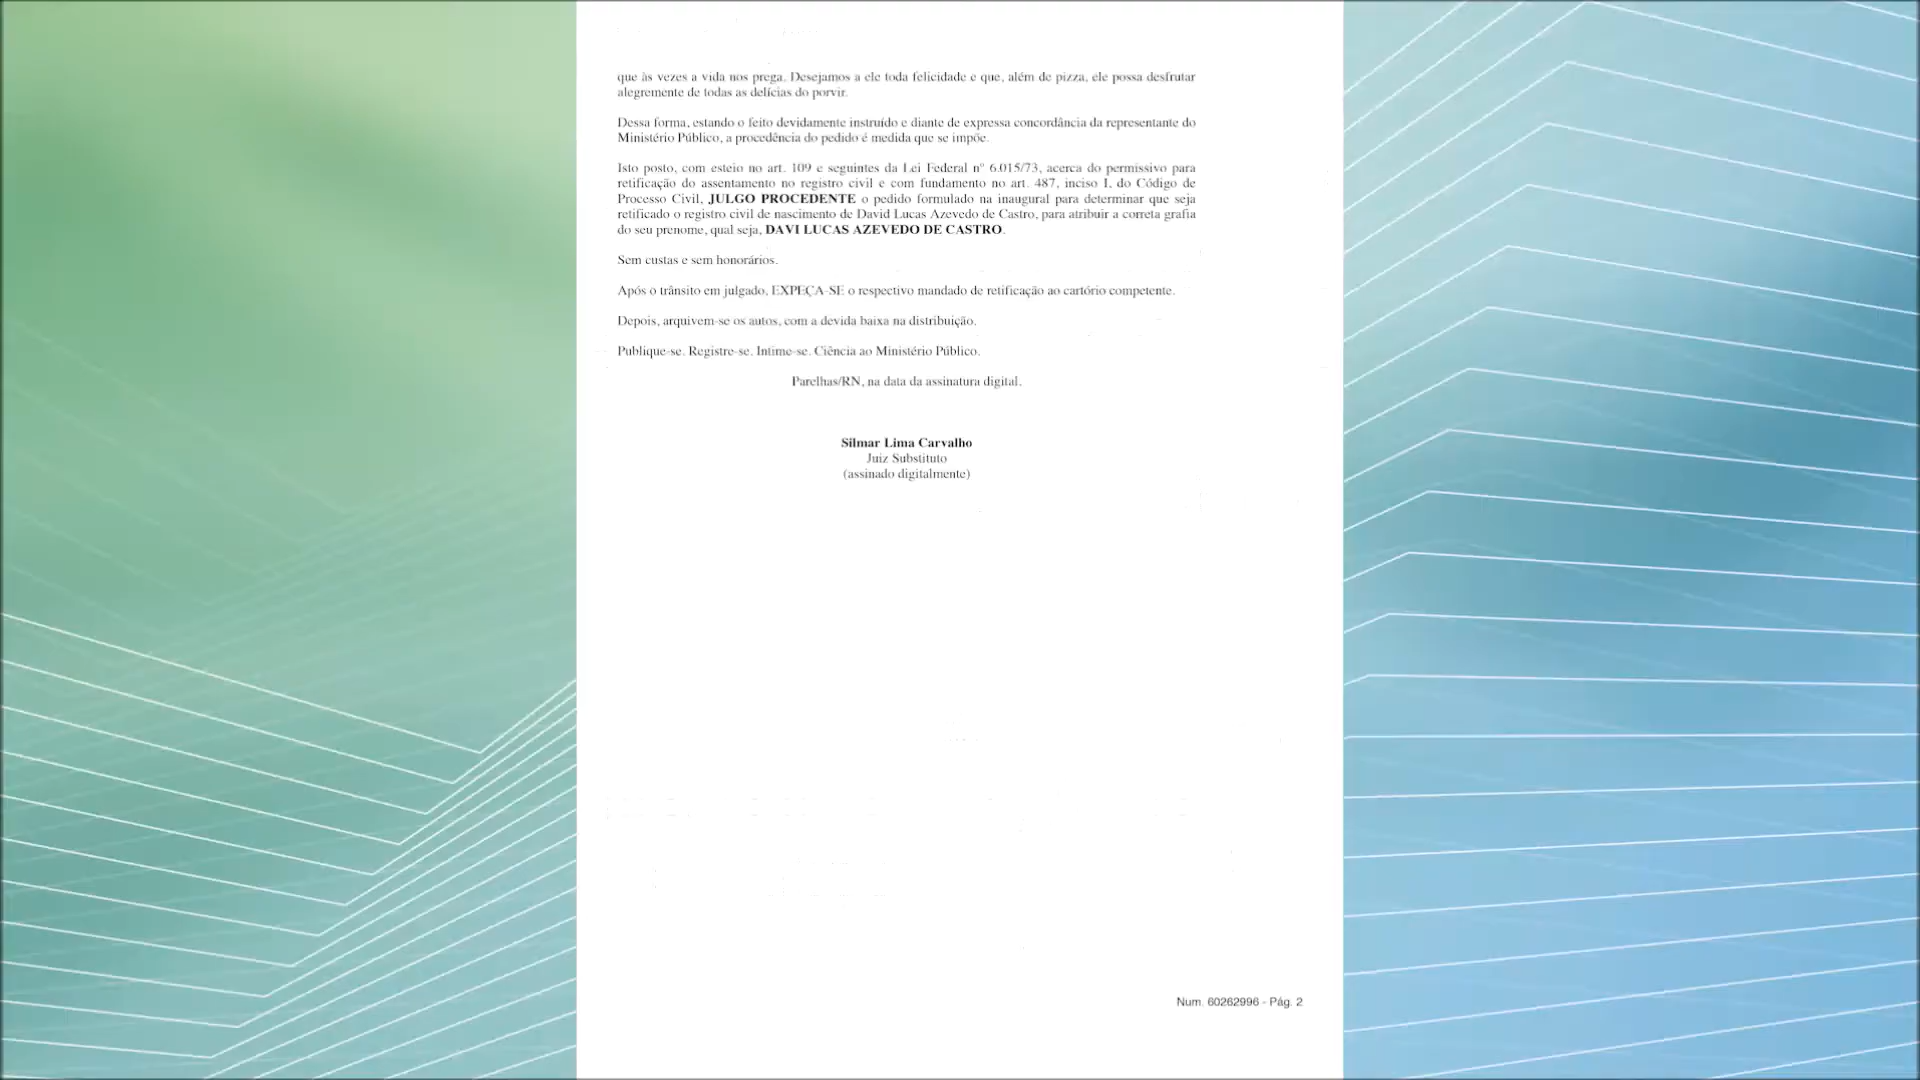 que às vezes a vida nos prega. Desejamos a ele toda felicidade e que, além de pizza, ele possa desfrutar
alegremente de todas as delícias do porvir.
Dessa forma, estando o feito devidamente instruído e diante de expressa concordância da representante do
Ministério Público, a procedência do pedido é medida que se impõe.
Isto posto, com esteio no art. 109 e seguintes da Lei Federal nº 6.015/73, acerca do permissivo para
retificação do assentamento no registro civil e com fundamento no art. 487, inciso I, do Código de
Processo Civil, JULGO PROCEDENTE o pedido formulado na inaugural para determinar que seja
retificado o registro civil de nascimento de David Lucas Azevedo de Castro, para atribuir a correta grafia
do seu prenome, qual seja, DAVI LUCAS AZEVEDO DE CASTRO.
Sem custas e sem honorários.
Após o trânsito em julgado, EXPEÇA-SE o respectivo mandado de retificação ao cartório competente.
Depois, arquivem-se os autos, com a devida baixa na distribuição.
Publique-se. Registre-se. Intime-se. Ciência ao Ministério Público.
Parelhas/RN, na data da assinatura digital.
Silmar Lima Carvalho
Juiz Substituto
(assinado digitalmente)
Num. 60262996 - Pág. 2